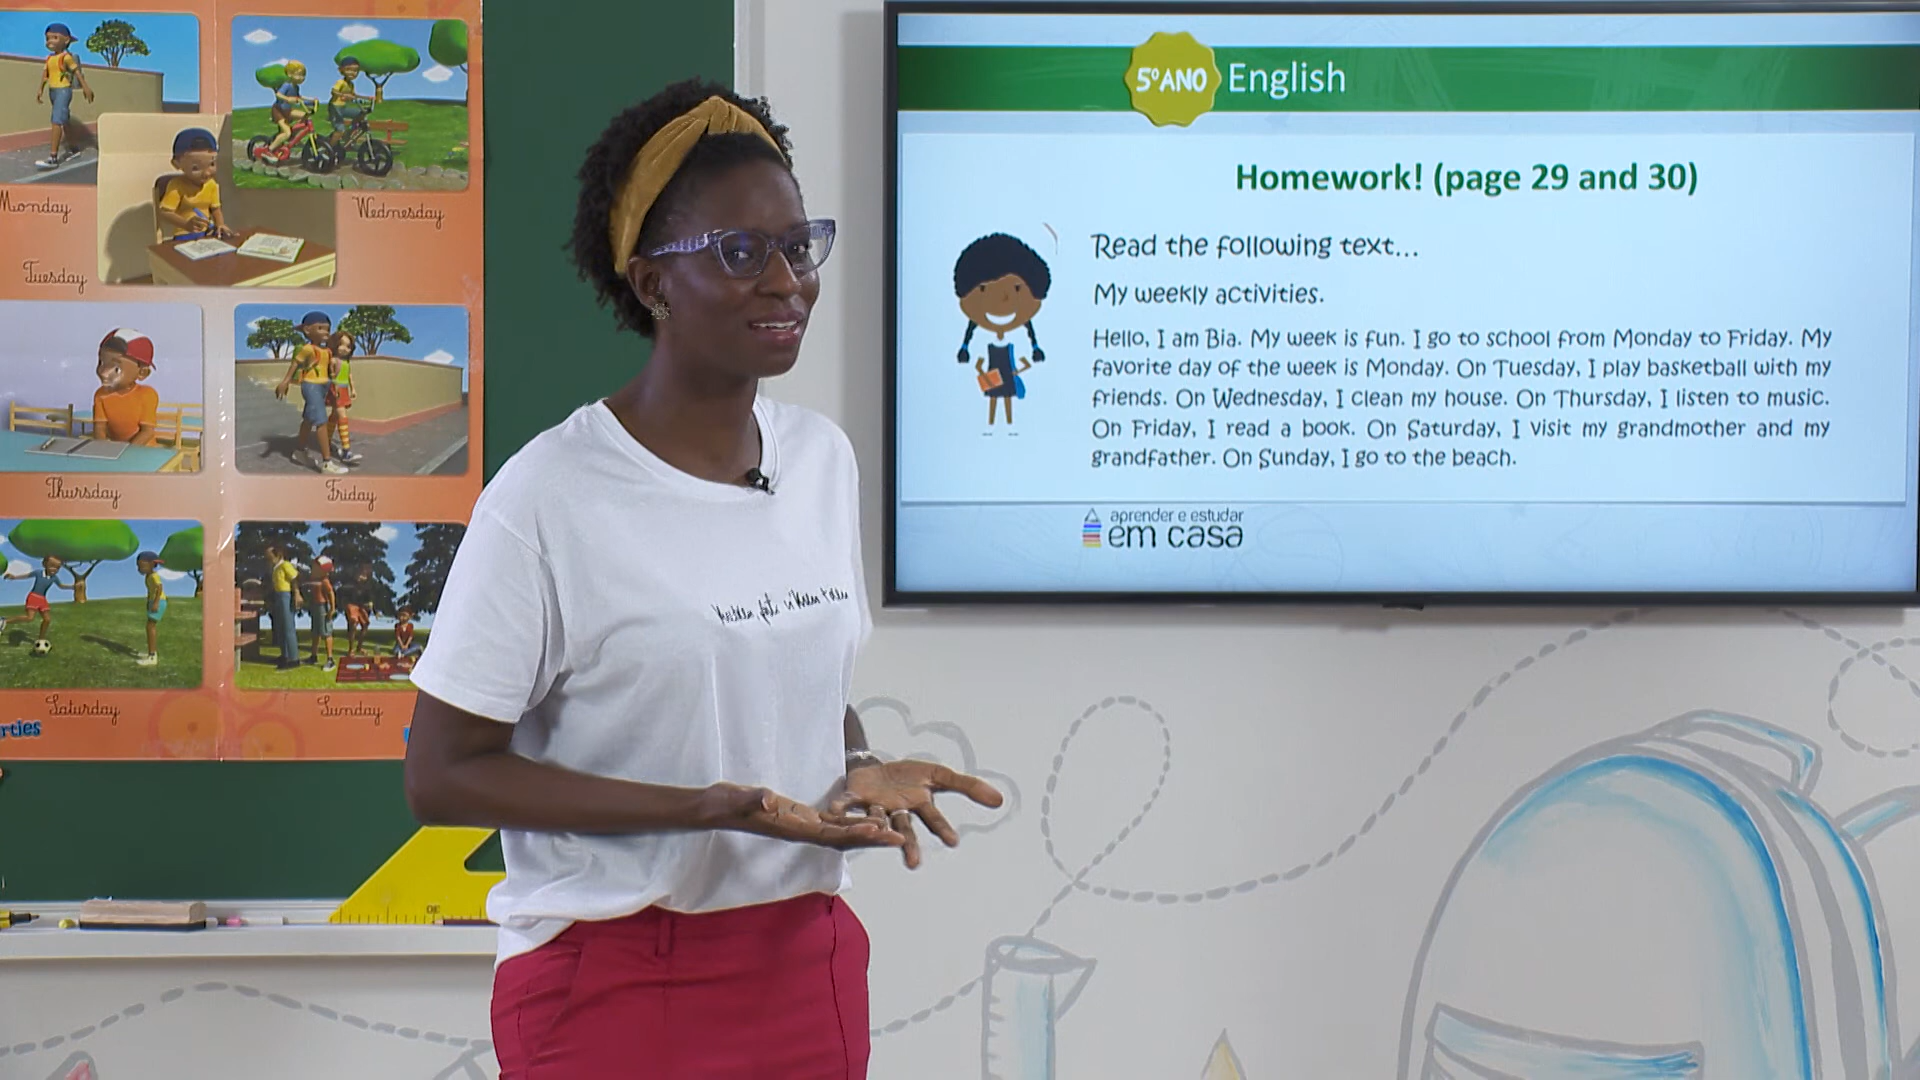 Monday
Wednesday
Tuesday
Thursday
Friday
Saturday
Sunday
rties
5º ANO English
Homework! (page 29 and 30)
Read the following text...
My weekly activities.
Hello, I am Bia. My week is fun. I go to school from Monday to Friday. My
favorite day of the week is Monday. On Tuesday, I play basketball with my
friends. On Wednesday, I clean my house. On Thursday, I listen to music.
On Friday, I read a book. On Saturday, I visit my grandmother and my
grandfather. On Sunday, I go to the beach.
aprender e estudar
em casa